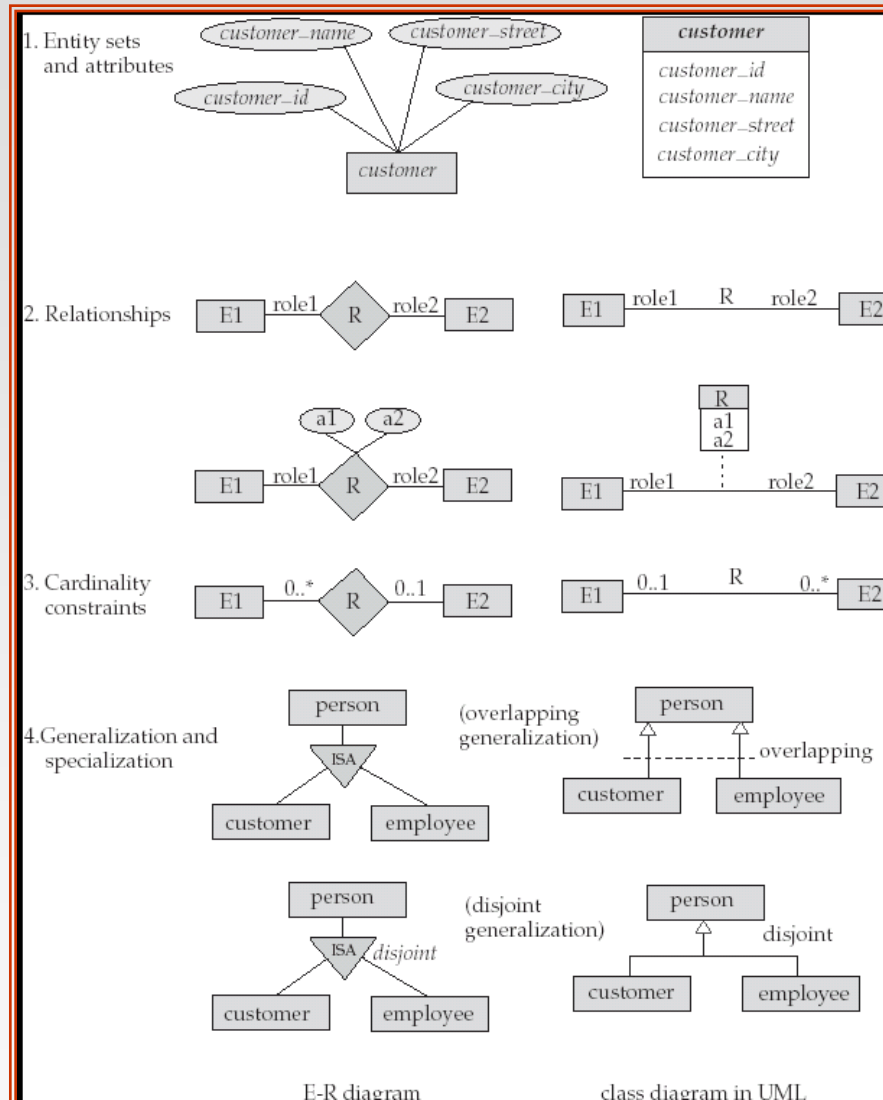 1. Entity sets
and attributes
customer_name
customer_street
customer_id
customer_city
customer
customer
customer_id
customer_name
customer_street
customer_city
2. Relationships
E1 role1 R role2 E2
E1 role1 R role2 E2
a1 a2
E1 role1 R role2 E2
R
a1
a2
E1 role1 role2 E2
3. Cardinality
constraints
E1 0..* R 0..1 E2
E1 0..1 R 0..* E2
4.Generalization and
specialization
person
ISA
customer employee
(overlapping
generalization)
person
overlapping
customer employee
person
ISA disjoint
customer employee
(disjoint
generalization)
person
disjoint
customer employee
E-R diagram
class diagram in UML